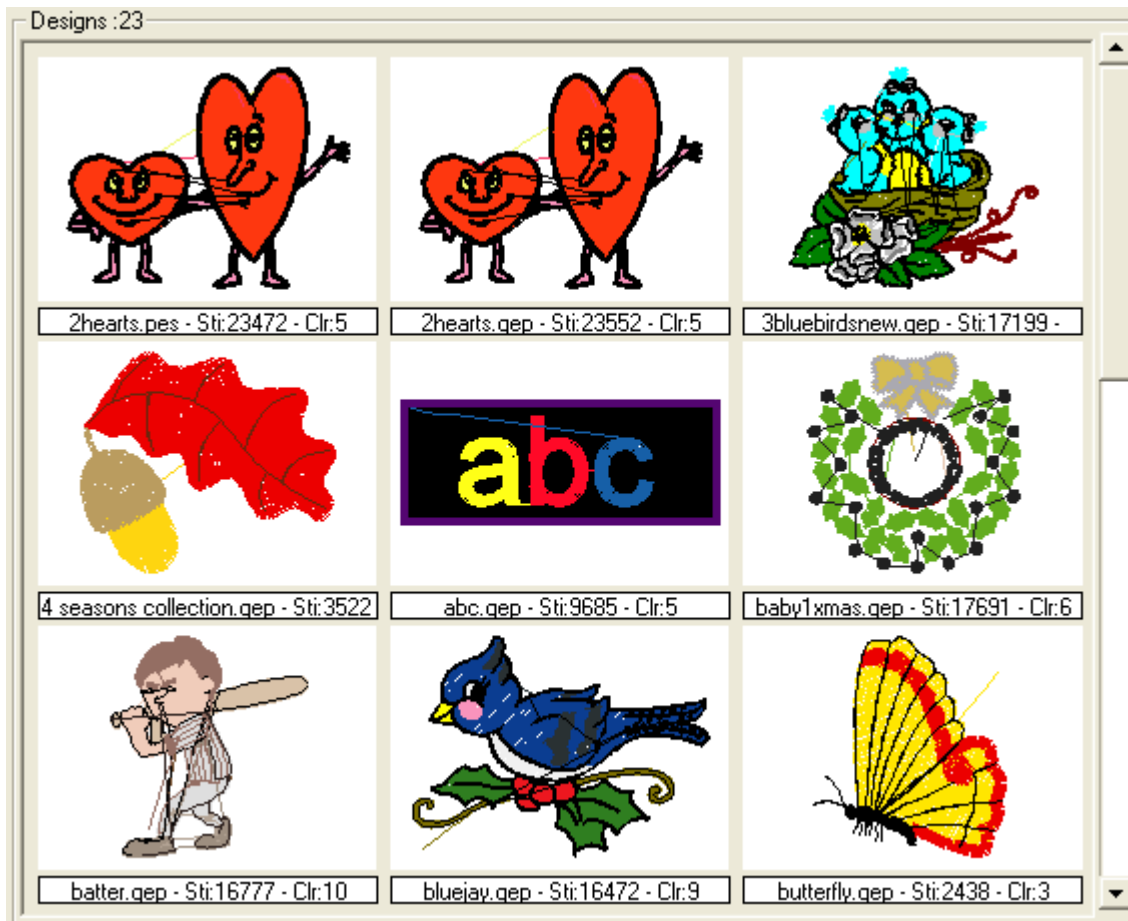 Designs :23
2hearts.pes - Sti:23472 - Clr:5
2hearts.gep - Sti:23552 - Clr:5
3bluebirdsnew.gep - Sti:17199 -
4 seasons collection.gep - Sti:3522
abc
abc.gep - Sti:9685 - Clr:5
baby1xmas.gep - Sti:17691 - Clr:6
batter.gep - Sti:16777 - Clr:10
bluejay.gep - Sti:16472 - Clr:9
butterfly.gep - Sti:2438 - Clr:3